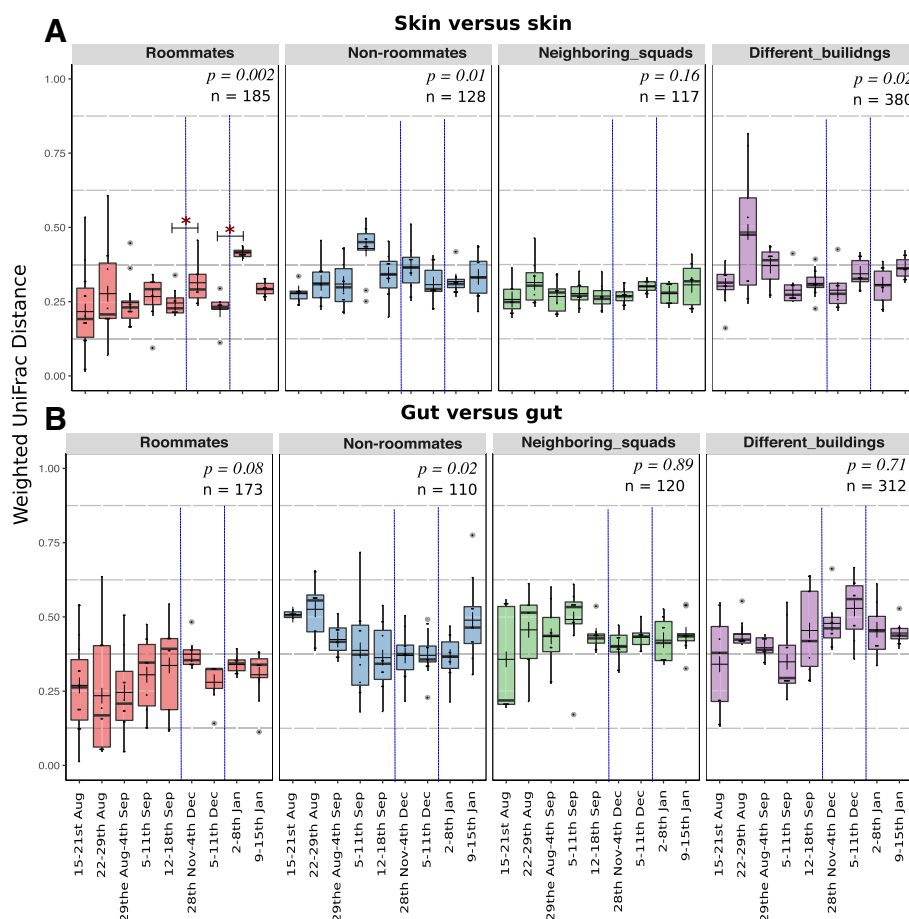 A
Skin versus skin
Roommates
Non-roommates
Neighboring_squads
Different_buildings
p = 0.002
n = 185
p = 0.01
n = 128
p = 0.16
n = 117
p = 0.02
n = 380
1.00
0.75
0.50
0.25
0.00
*
*
Weighted UniFrac Distance
B
Gut versus gut
Roommates
Non-roommates
Neighboring_squads
Different_buildings
p = 0.08
n = 173
p = 0.02
n = 110
p = 0.89
n = 120
p = 0.71
n = 312
1.00
0.75
0.50
0.25
0.00
15-21st Aug
22-29th Aug
29the Aug-4th Sep
5-11th Sep
12-18th Sep
28th Nov-4th Dec
5-11th Dec
2-8th Jan
9-15th Jan
15-21st Aug
22-29th Aug
29the Aug-4th Sep
5-11th Sep
12-18th Sep
28th Nov-4th Dec
5-11th Dec
2-8th Jan
9-15th Jan
15-21st Aug
22-29th Aug
29the Aug-4th Sep
5-11th Sep
12-18th Sep
28th Nov-4th Dec
5-11th Dec
2-8th Jan
9-15th Jan
15-21st Aug
22-29th Aug
29the Aug-4th Sep
5-11th Sep
12-18th Sep
28th Nov-4th Dec
5-11th Dec
2-8th Jan
9-15th Jan